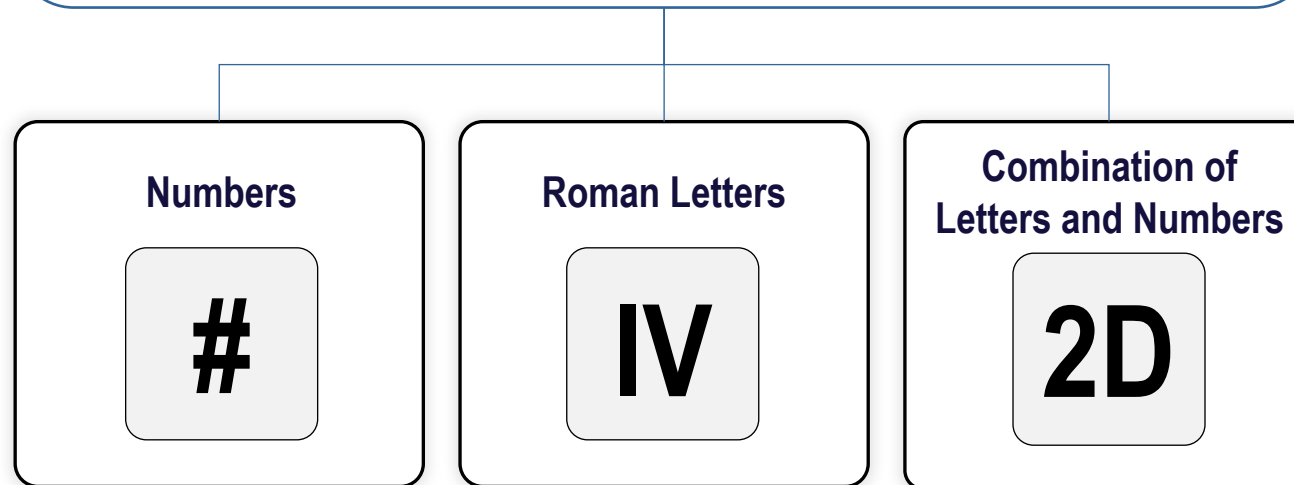 Numbers
#
Roman Letters
IV
Combination of
Letters and Numbers
2D